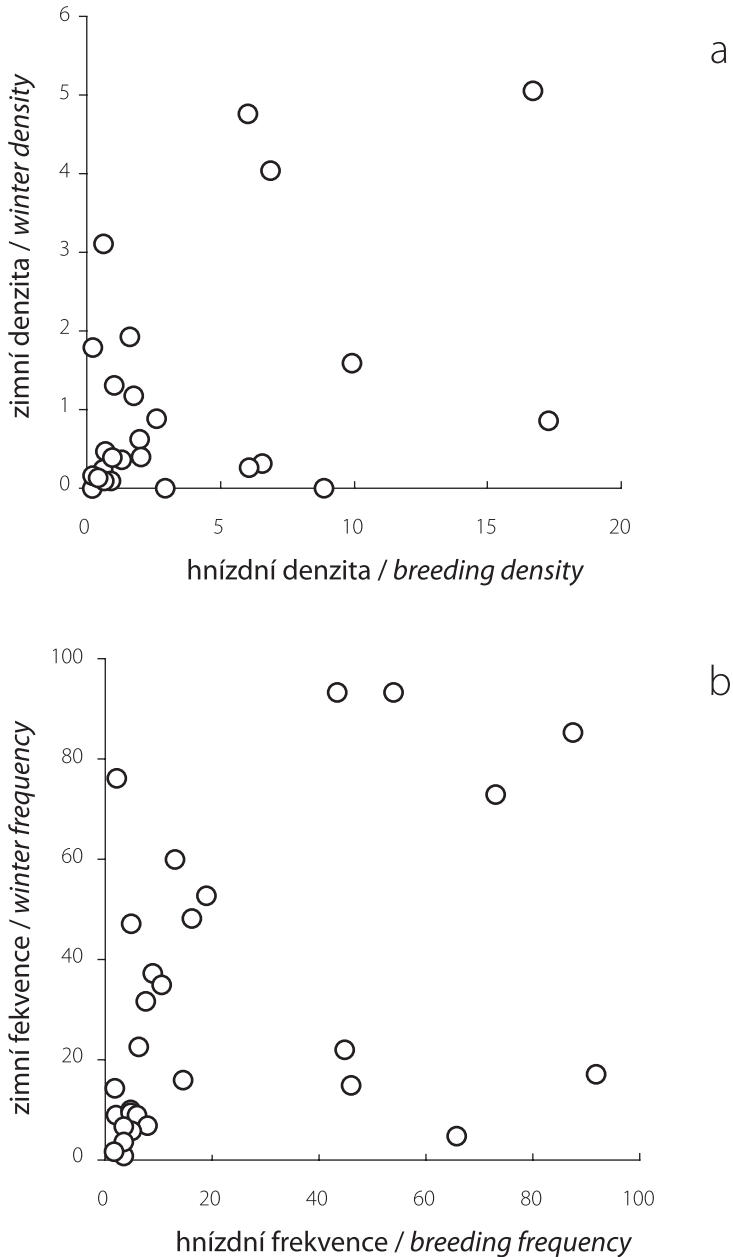 a
6
5
4
3
2
1
0
zimní denzita / winter density
0 5 10 15 20
hnízdní denzita / breeding density
b
100
80
60
40
20
0
zimní fekvence / winter frequency
0 20 40 60 80 100
hnízdní frekvence / breeding frequency